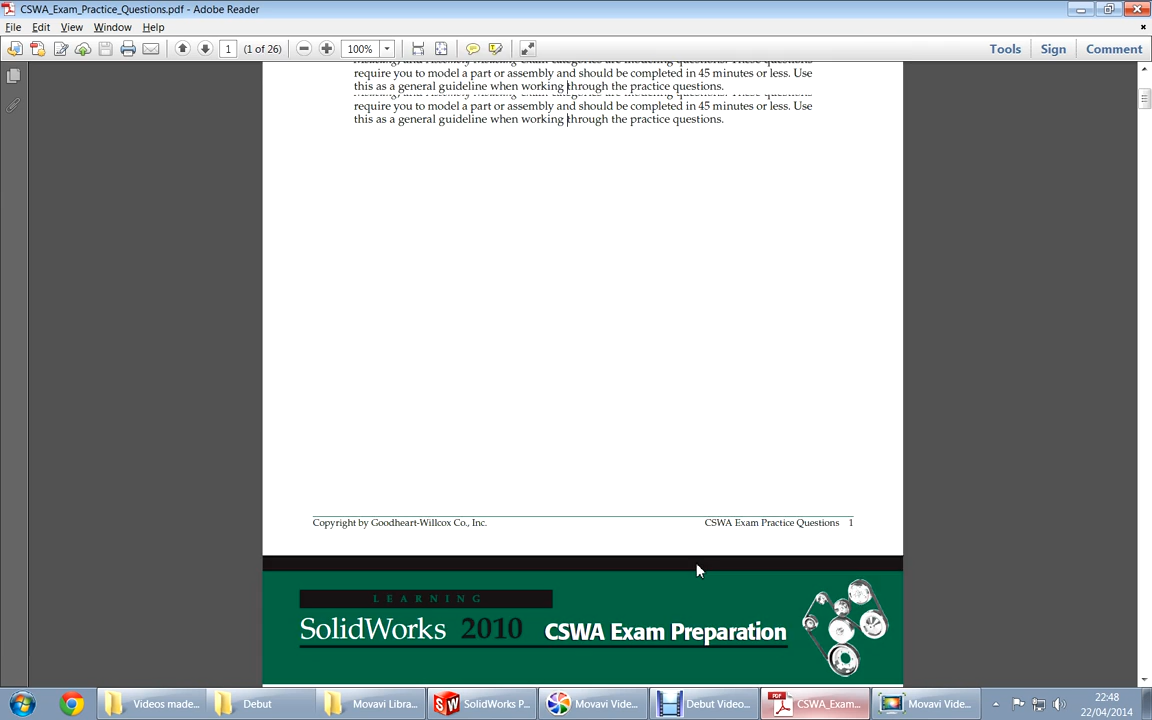 CSWA_Exam_Practice_Questions.pdf - Adobe Reader
File Edit View Window Help
1 (1 of 26) 100% Tools Sign Comment
require you to model a part or assembly and should be completed in 45 minutes or less. Use
this as a general guideline when working through the practice questions.
require you to model a part or assembly and should be completed in 45 minutes or less. Use
this as a general guideline when working through the practice questions.
Copyright by Goodheart-Willcox Co., Inc. CSWA Exam Practice Questions 1
LEARNING
SolidWorks 2010 CSWA Exam Preparation
Videos made... Debut Movavi Libra... SolidWorks P... Movavi Vide... Debut Video... CSWA_Exam... Movavi Vide... 22:48
22/04/2014